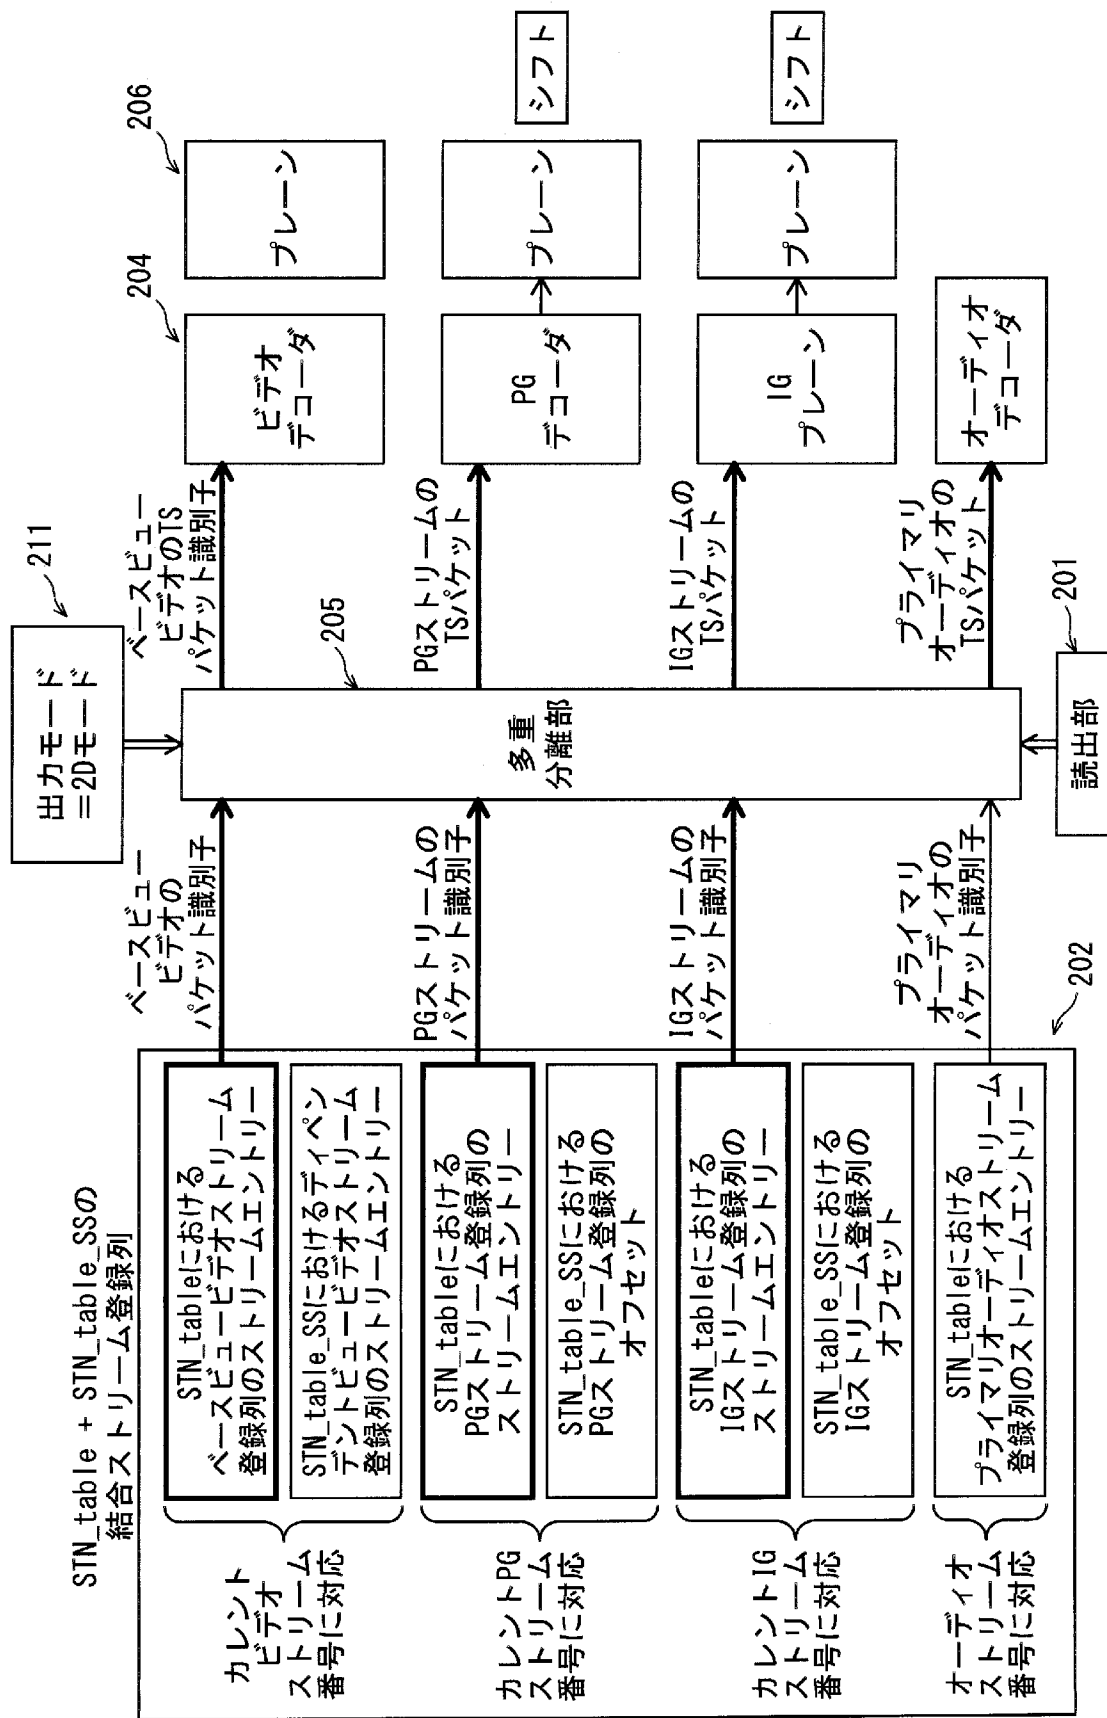 STN_table + STN_table_SSの
結合ストリーム登録列
カレント
ビデオ
ストリーム
番号に対応
STN_tableにおける
ベースビュービデオストリーム
登録列のストリームエントリー
STN_table_SSにおけるディペン
デントビュービデオストリーム
登録列のストリームエントリー
カレントPG
ストリーム
番号に対応
STN_tableにおける
PGストリーム登録列の
ストリームエントリー
STN_table_SSにおける
PGストリーム登録列の
オフセット
カレントIG
ストリーム
番号に対応
STN_tableにおける
IGストリーム登録列の
ストリームエントリー
STN_table_SSにおける
IGストリーム登録列の
オフセット
オーディオ
ストリーム
番号に対応
STN_tableにおける
プライマリオーディオストリーム
登録列のストリームエントリー
202
ベースビュー
ビデオの
パケット識別子
PGストリームの
パケット識別子
IGストリームの
パケット識別子
プライマリ
オーディオの
パケット識別子
出力モード
=2Dモード
211
多重
分離部
205
読出部
201
ベースビュー
ビデオのTS
パケット識別子
PGストリームの
TSパケット
IGストリームの
TSパケット
プライマリ
オーディオの
TSパケット
204
ビデオ
デコーダ
PG
デコーダ
IG
プレーン
オーディオ
デコーダ
206
プレーン
プレーン
プレーン
シフト
シフト